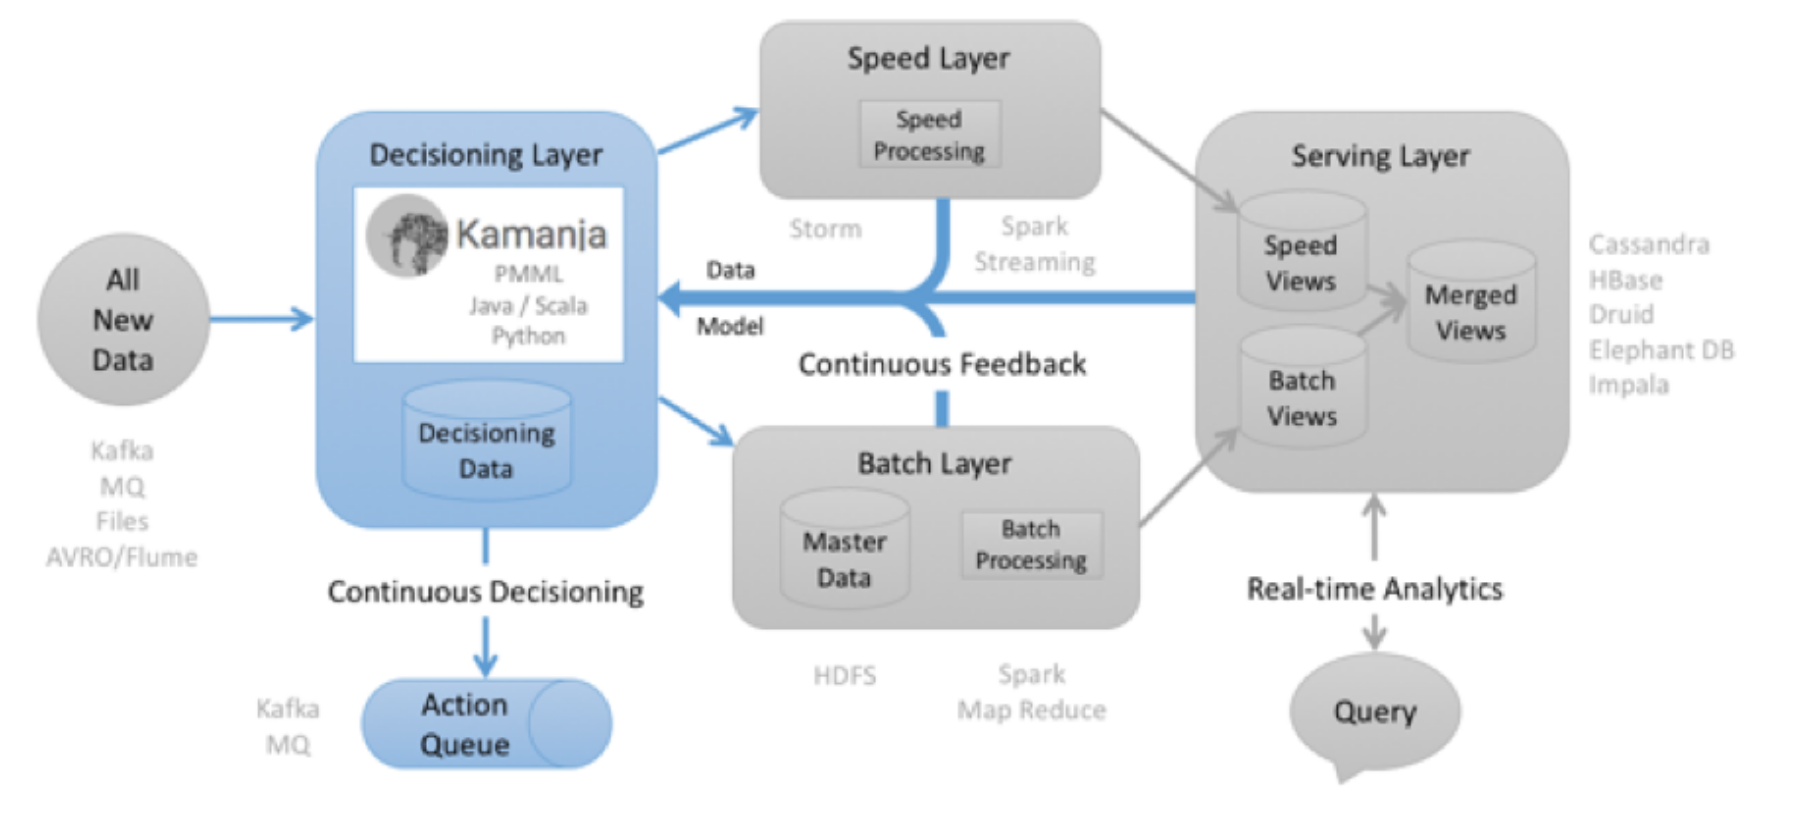 All
New
Data
Kafka
MQ
Files
AVRO/Flume
Decisioning Layer
Kamanja
PMML
Java / Scala
Python
Decisioning
Data
Continuous Decisioning
Kafka
MQ
Action
Queue
Speed Layer
Speed
Processing
Storm
Spark
Streaming
Data
Model
Continuous Feedback
Batch Layer
Master
Data
Batch
Processing
HDFS
Spark
Map Reduce
Serving Layer
Speed
Views
Batch
Views
Merged
Views
Cassandra
HBase
Druid
Elephant DB
Impala
Real-time Analytics
Query